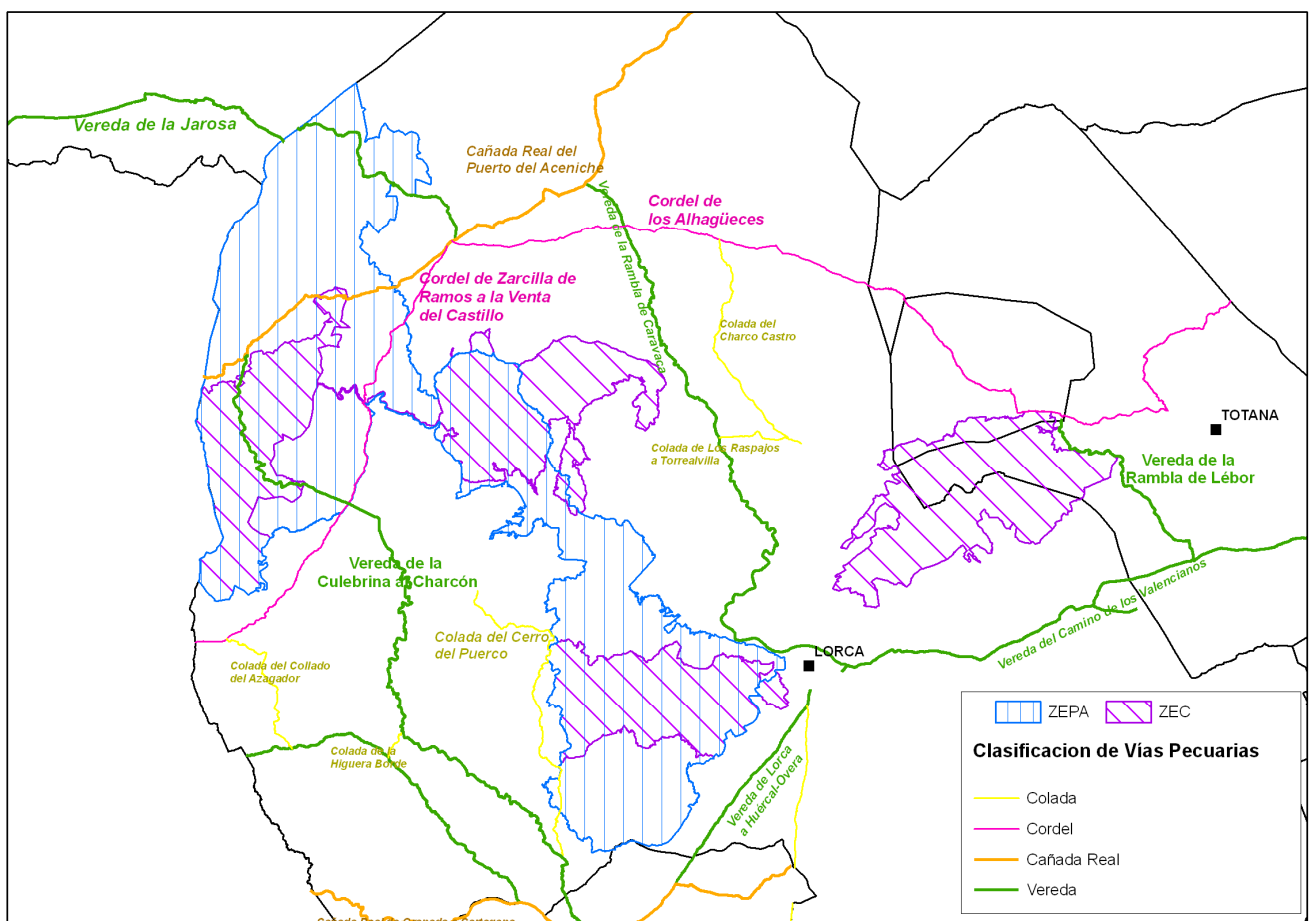 Vereda de la Jarosa
Cañada Real del
Puerto del Aceniche
Cordel de
los Alhagüeces
Vereda de la Rambla de Caravaca
Cordel de Zarcilla de
Ramos a la Venta
del Castillo
Colada del
Charco Castro
TOTANA
Colada de Los Raspajos
a Torrealvilla
Vereda de la
Rambla de Lébor
Vereda de la
Culebrina al Charcón
Vereda del Camino de los Valencianos
Colada del Cerro
del Puerco
LORCA
Colada del Collado
del Azagador
Colada de la
Higuera Borde
Vereda de Lorca
a Huércal-Overa
ZEPA
ZEC
Clasificacion de Vías Pecuarias
Colada
Cordel
Cañada Real
Vereda